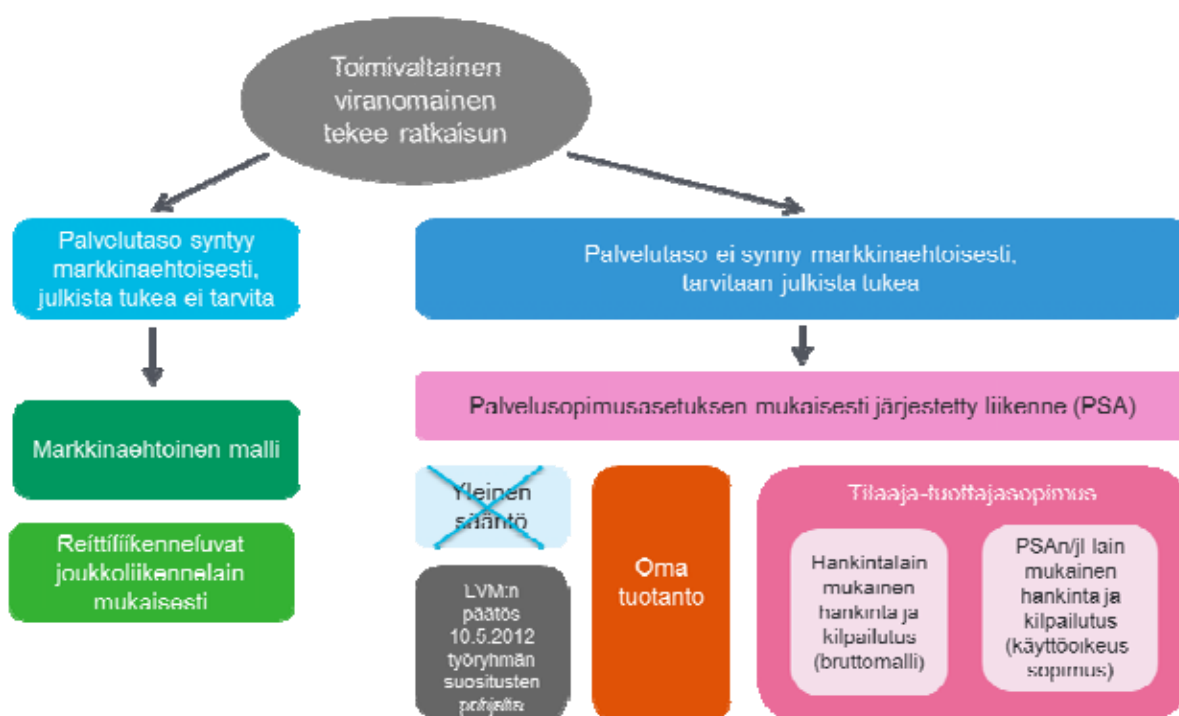 Toimivaltainen
viranomainen
tekee ratkaisun
Palvelutaso syntyy
markkinaehtoisesti,
julkista tukea ei tarvita
Palvelutaso ei synny markkinaehtoisesti,
tarvitaan julkista tukea
Markkinaehtoinen malli
Reittiliikenneluvat
joukkoliikennelain
mukaisesti
Palvelusopimusasetuksen mukaisesti järjestetty liikenne (PSA)
Yleinen
sääntö
LVM:n
päätös
10.5.2012
työryhmän
suositusten
pohjalta
Oma
tuotanto
Tilaaja-tuottajasopimus
Hankintalain
mukainen
hankinta ja
kilpailutus
(bruttomalli)
PSAn/jl lain
mukainen
hankinta ja
kilpailutus
(käyttöoikeus
sopimus)